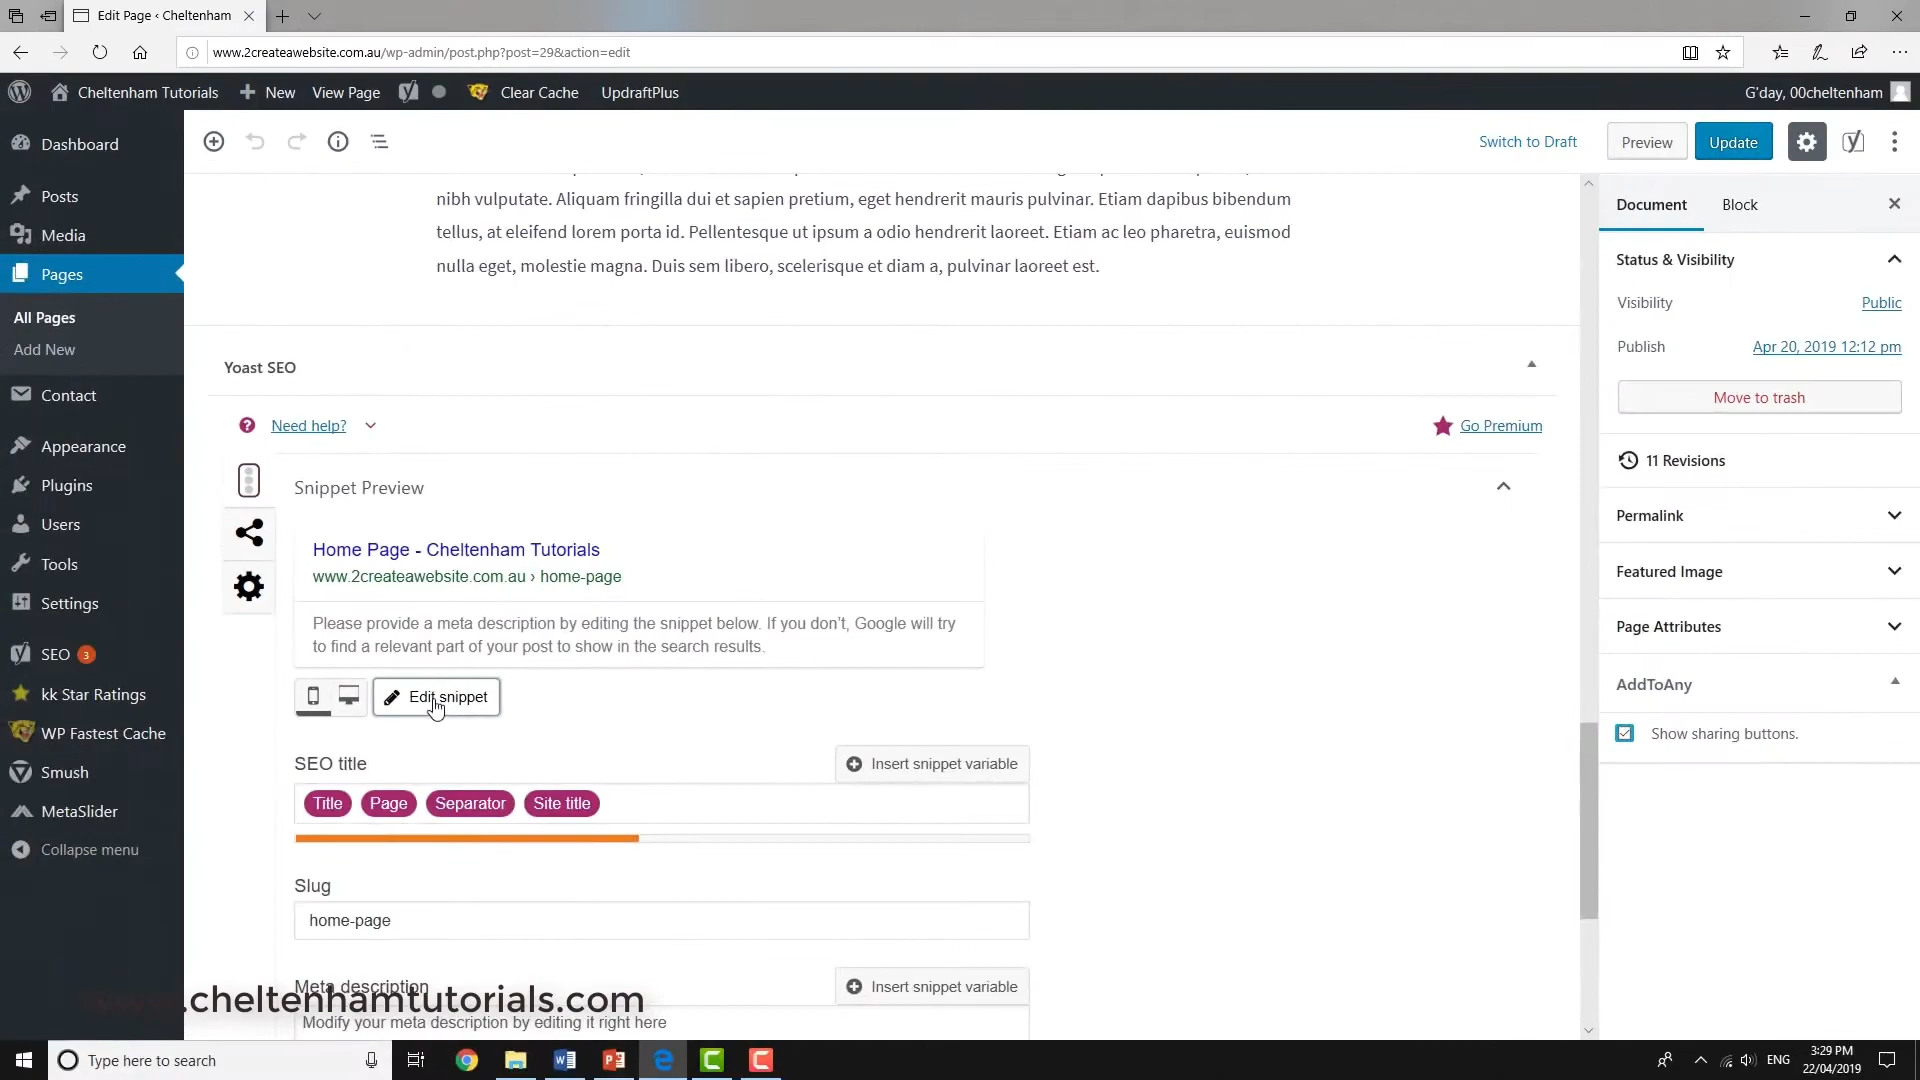 Edit Page ‹ Cheltenham
www.2createawebsite.com.au/wp-admin/post.php?post=29&action=edit
Cheltenham Tutorials
New
View Page
Clear Cache
UpdraftPlus
G'day, 00cheltenham
Dashboard
Posts
Media
Pages
All Pages
Add New
Contact
Appearance
Plugins
Users
Tools
Settings
SEO 3
kk Star Ratings
WP Fastest Cache
Smush
MetaSlider
Collapse menu
Switch to Draft
Preview
Update
nibh vulputate. Aliquam fringilla dui et sapien pretium, eget hendrerit mauris pulvinar. Etiam dapibus bibendum
tellus, at eleifend lorem porta id. Pellentesque ut ipsum a odio hendrerit laoreet. Etiam ac leo pharetra, euismod
nulla eget, molestie magna. Duis sem libero, scelerisque et diam a, pulvinar laoreet est.
Yoast SEO
Need help?
Go Premium
Snippet Preview
Home Page - Cheltenham Tutorials
www.2createawebsite.com.au › home-page
Please provide a meta description by editing the snippet below. If you don't, Google will try
to find a relevant part of your post to show in the search results.
Edit snippet
SEO title
Insert snippet variable
Title Page Separator Site title
Slug
home-page
Meta description
Insert snippet variable
Modify your meta description by editing it right here
.cheltenhamtutorials.com
Document
Block
Status & Visibility
Visibility
Public
Publish
Apr 20, 2019 12:12 pm
Move to trash
11 Revisions
Permalink
Featured Image
Page Attributes
AddToAny
Show sharing buttons.
Type here to search
ENG
3:29 PM
22/04/2019